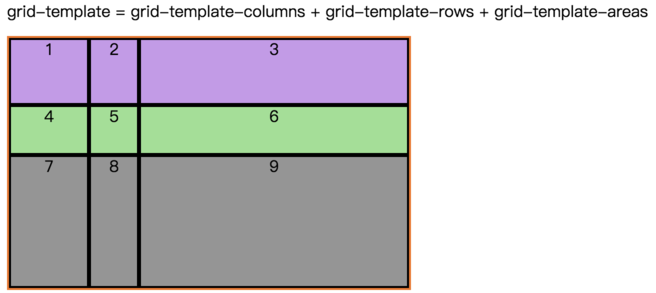 grid-template = grid-template-columns + grid-template-rows + grid-template-areas
1 2 3
4 5 6
7 8 9